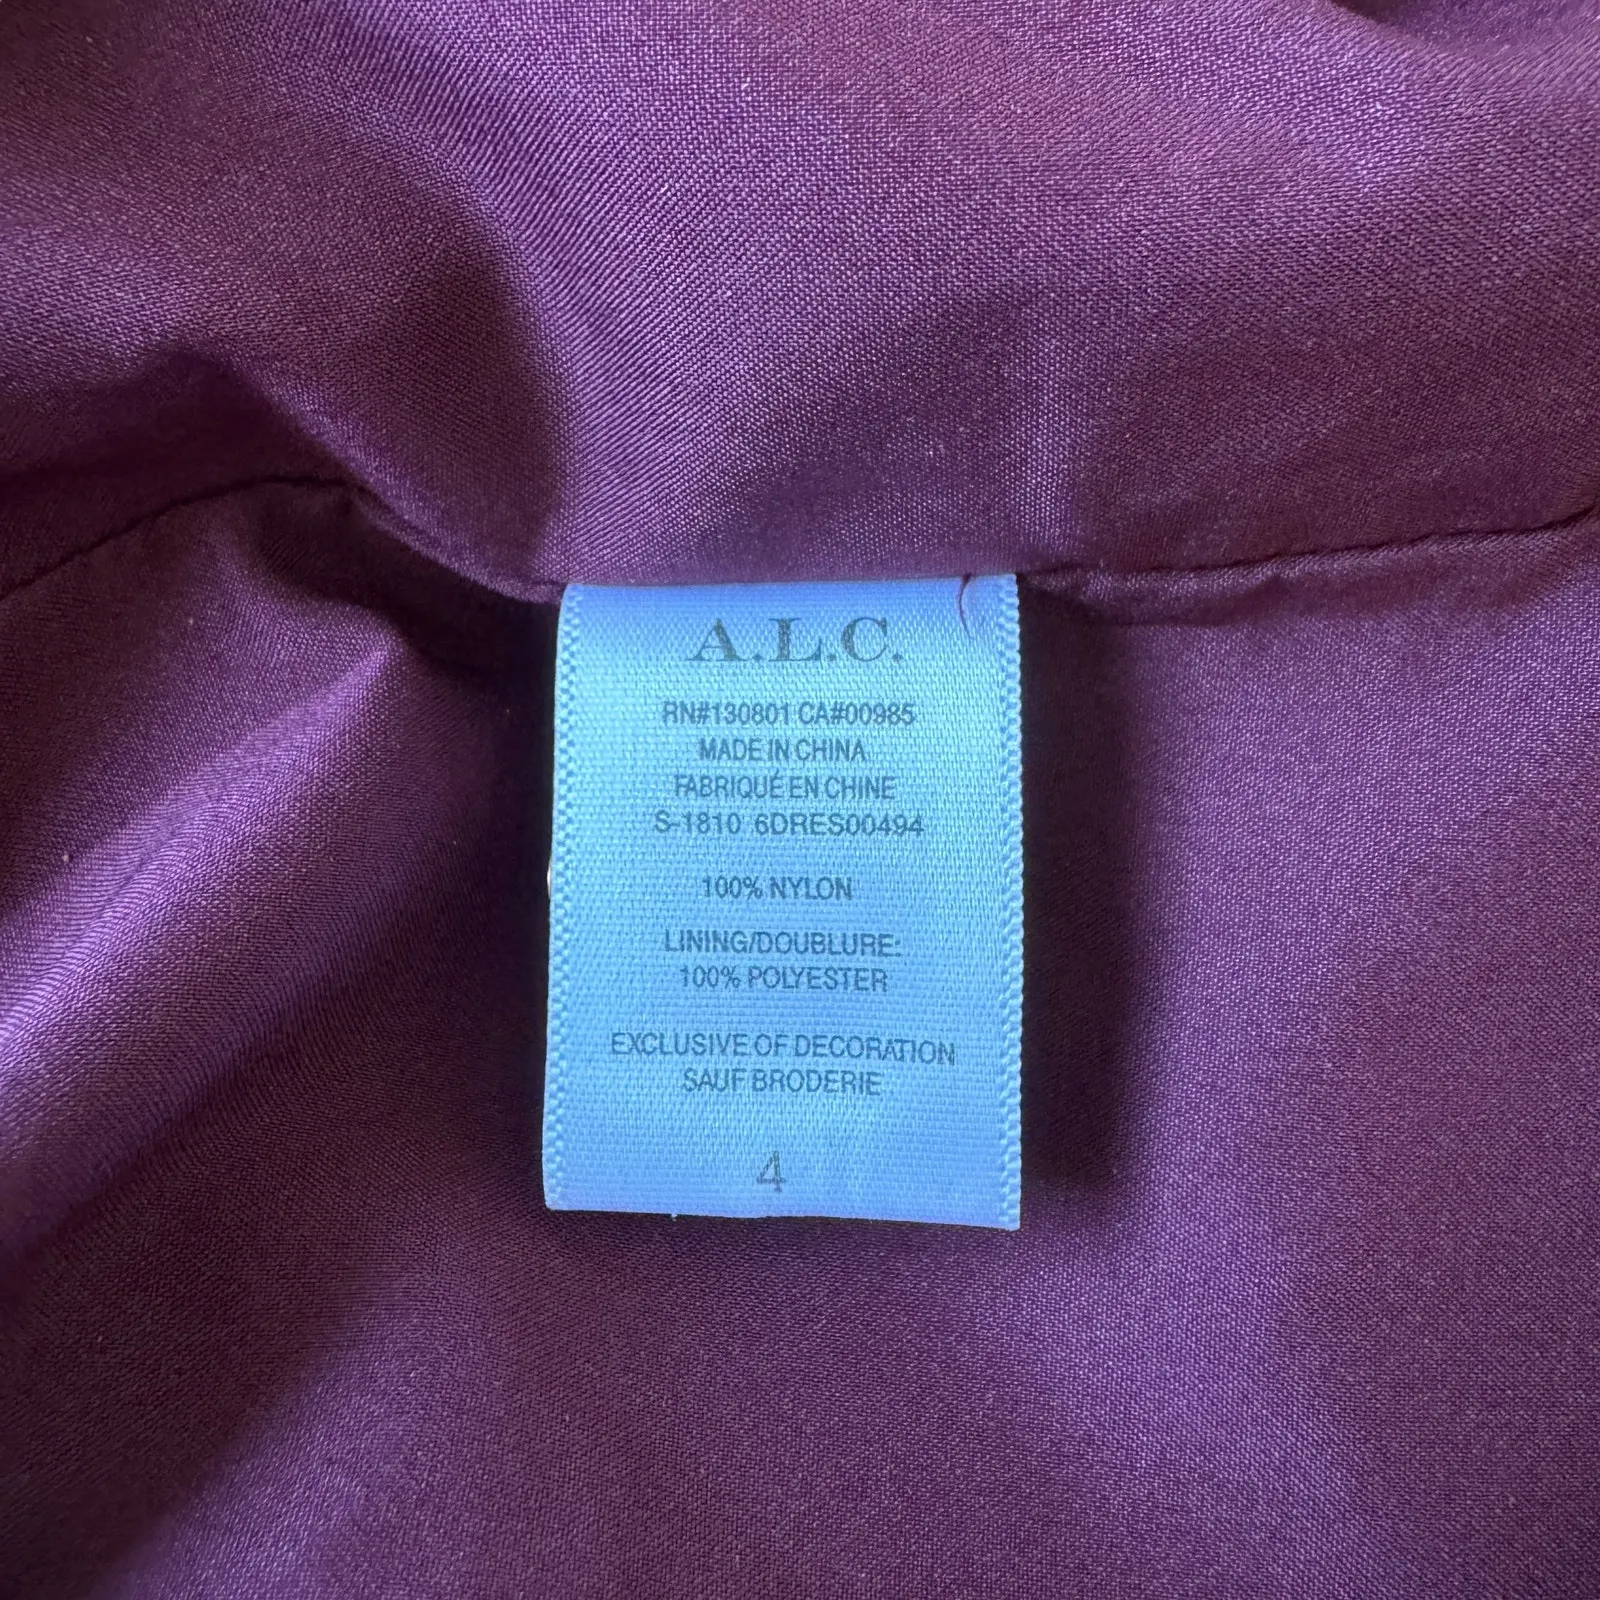 A.L.C.
RN#130801 CA#00985
MADE IN CHINA
FABRIQUÉ EN CHINE
S-1810 6DRES00494
100% NYLON
LINING/DOUBLURE:
100% POLYESTER
EXCLUSIVE OF DECORATION
SAUF BRODERIE
4